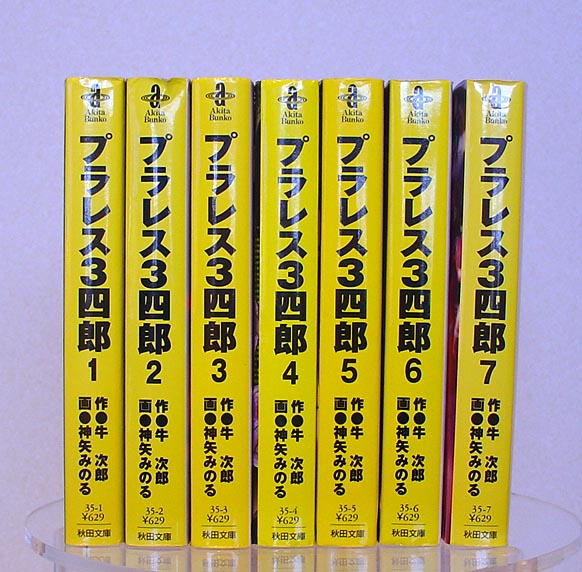 Akita
Bunko
プラレス3四郎
1
作●牛 次郎
画●神矢みのる
35-1
¥629
秋田文庫
Akita
Bunko
プラレス3四郎
2
作●牛 次郎
画●神矢みのる
35-2
¥629
秋田文庫
Akita
Bunko
プラレス3四郎
3
作●牛 次郎
画●神矢みのる
35-3
¥629
秋田文庫
Akita
Bunko
プラレス3四郎
4
作●牛 次郎
画●神矢みのる
35-4
¥629
秋田文庫
Akita
Bunko
プラレス3四郎
5
作●牛 次郎
画●神矢みのる
35-5
¥629
秋田文庫
Akita
Bunko
プラレス3四郎
6
作●牛 次郎
画●神矢みのる
35-6
¥629
秋田文庫
Akita
Bunko
プラレス3四郎
7
作●牛 次郎
画●神矢みのる
35-7
¥629
秋田文庫